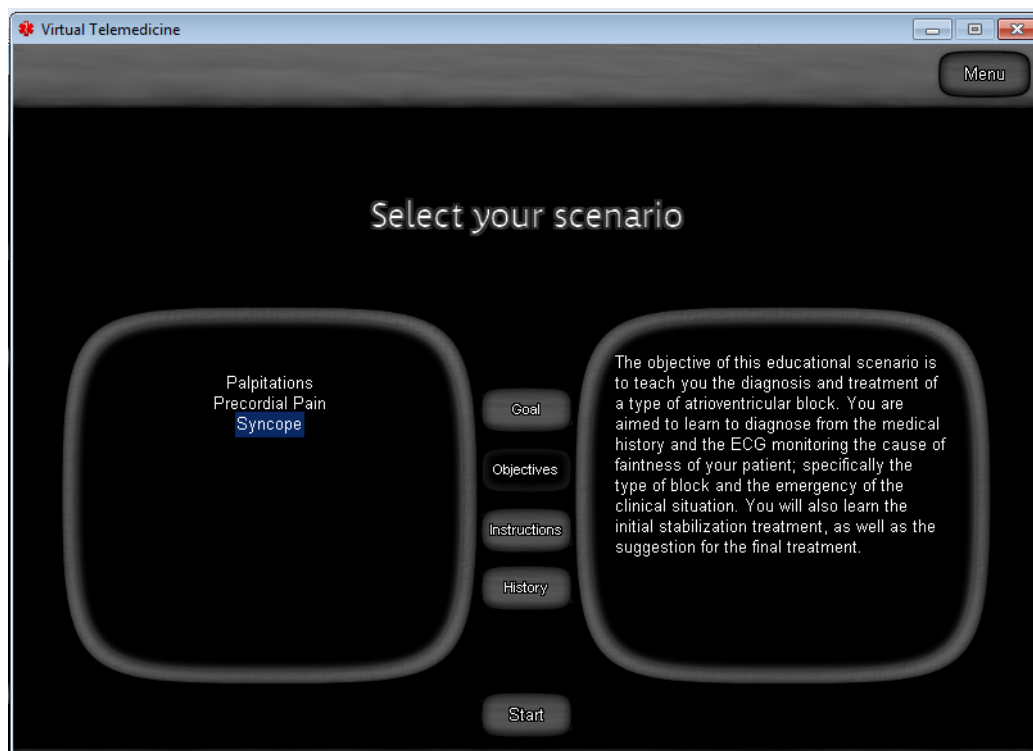 Virtual Telemedicine
Menu
Select your scenario
Palpitations
Precordial Pain
Syncope
Goal
Objectives
Instructions
History
The objective of this educational scenario is
to teach you the diagnosis and treatment of
a type of atrioventricular block. You are
aimed to learn to diagnose from the medical
history and the ECG monitoring the cause of
faintness of your patient; specifically the
type of block and the emergency of the
clinical situation. You will also learn the
initial stabilization treatment, as well as the
suggestion for the final treatment.
Start